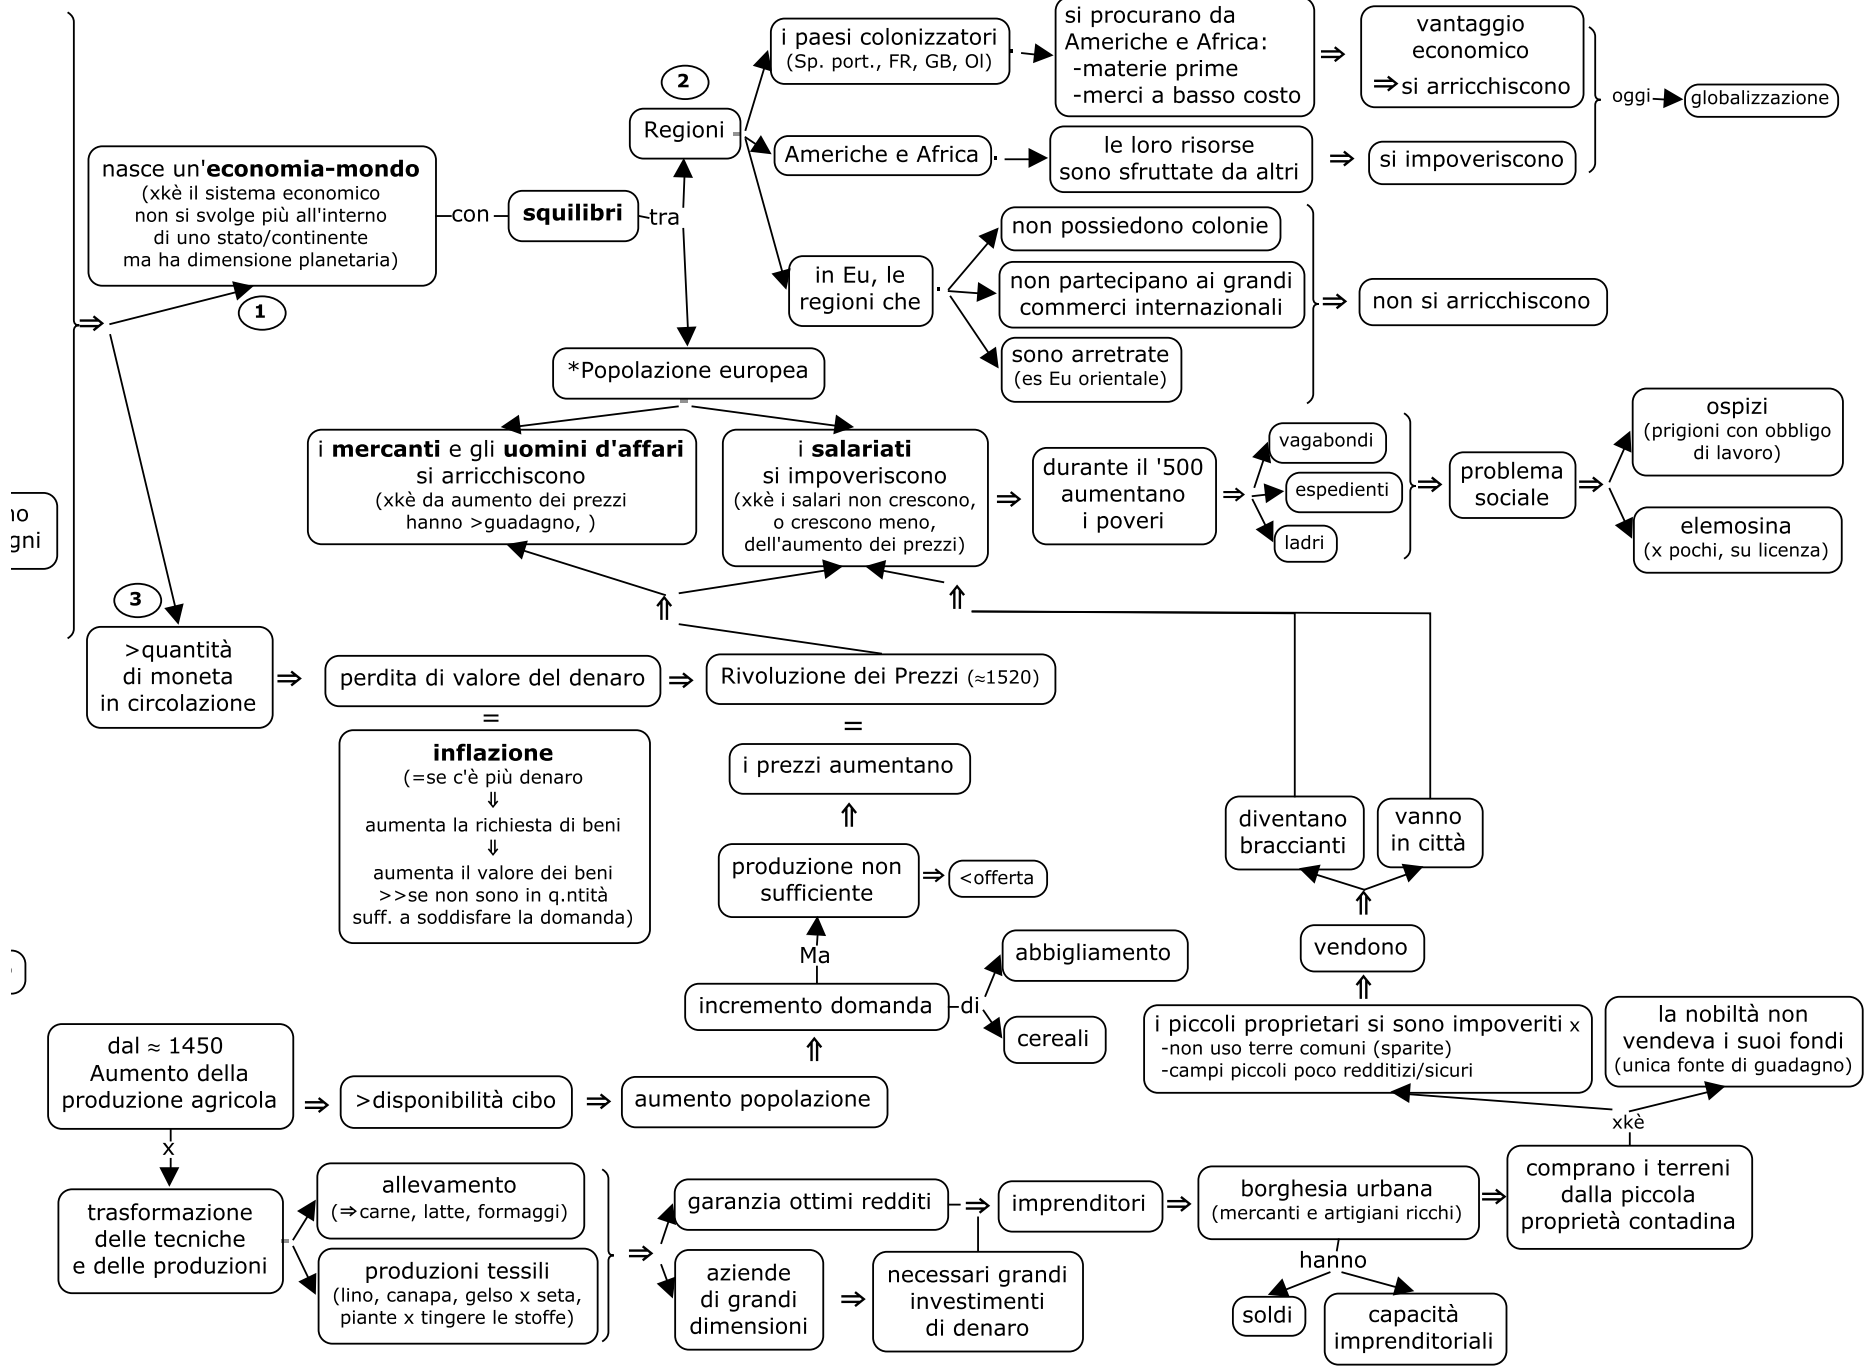 i paesi colonizzatori
(Sp. port., FR, GB, Ol)
si procurano da
Americhe e Africa:
-materie prime
-merci a basso costo
⇒
vantaggio
economico
⇒si arricchiscono
oggi
globalizzazione
2
Regioni
Americhe e Africa
le loro risorse
sono sfruttate da altri
⇒
si impoveriscono
nasce un'economia-mondo
(xkè il sistema economico
non si svolge più all'interno
di uno stato/continente
ma ha dimensione planetaria)
con
squilibri
tra
1
⇒
in Eu, le
regioni che
non possiedono colonie
non partecipano ai grandi
commerci internazionali
sono arretrate
(es Eu orientale)
⇒
non si arricchiscono
*Popolazione europea
i mercanti e gli uomini d'affari
si arricchiscono
(xkè da aumento dei prezzi
hanno >guadagno, )
i salariati
si impoveriscono
(xkè i salari non crescono,
o crescono meno,
dell'aumento dei prezzi)
⇒
durante il '500
aumentano
i poveri
⇒
vagabondi
espedienti
ladri
⇒
problema
sociale
⇒
ospizi
(prigioni con obbligo
di lavoro)
elemosina
(x pochi, su licenza)
no
gni
3
⇑
⇑
>quantità
di moneta
in circolazione
⇒
perdita di valore del denaro
⇒
Rivoluzione dei Prezzi (≈1520)
=
inflazione
(=se c'è più denaro
⇓
aumenta la richiesta di beni
⇓
aumenta il valore dei beni
>>se non sono in q.ntità
suff. a soddisfare la domanda)
=
i prezzi aumentano
⇑
produzione non
sufficiente
⇒
<offerta
Ma
incremento domanda
di
abbigliamento
cereali
⇑
diventano
braccianti
vanno
in città
⇑
vendono
⇑
i piccoli proprietari si sono impoveriti x
-non uso terre comuni (sparite)
-campi piccoli poco redditizi/sicuri
la nobiltà non
vendeva i suoi fondi
(unica fonte di guadagno)
xkè
dal ≈ 1450
Aumento della
produzione agricola
⇒
>disponibilità cibo
⇒
aumento popolazione
x
trasformazione
delle tecniche
e delle produzioni
allevamento
(⇒carne, latte, formaggi)
produzioni tessili
(lino, canapa, gelso x seta,
piante x tingere le stoffe)
⇒
garanzia ottimi redditi
⇒
imprenditori
⇒
borghesia urbana
(mercanti e artigiani ricchi)
⇒
comprano i terreni
dalla piccola
proprietà contadina
aziende
di grandi
dimensioni
⇒
necessari grandi
investimenti
di denaro
hanno
soldi
capacità
imprenditoriali